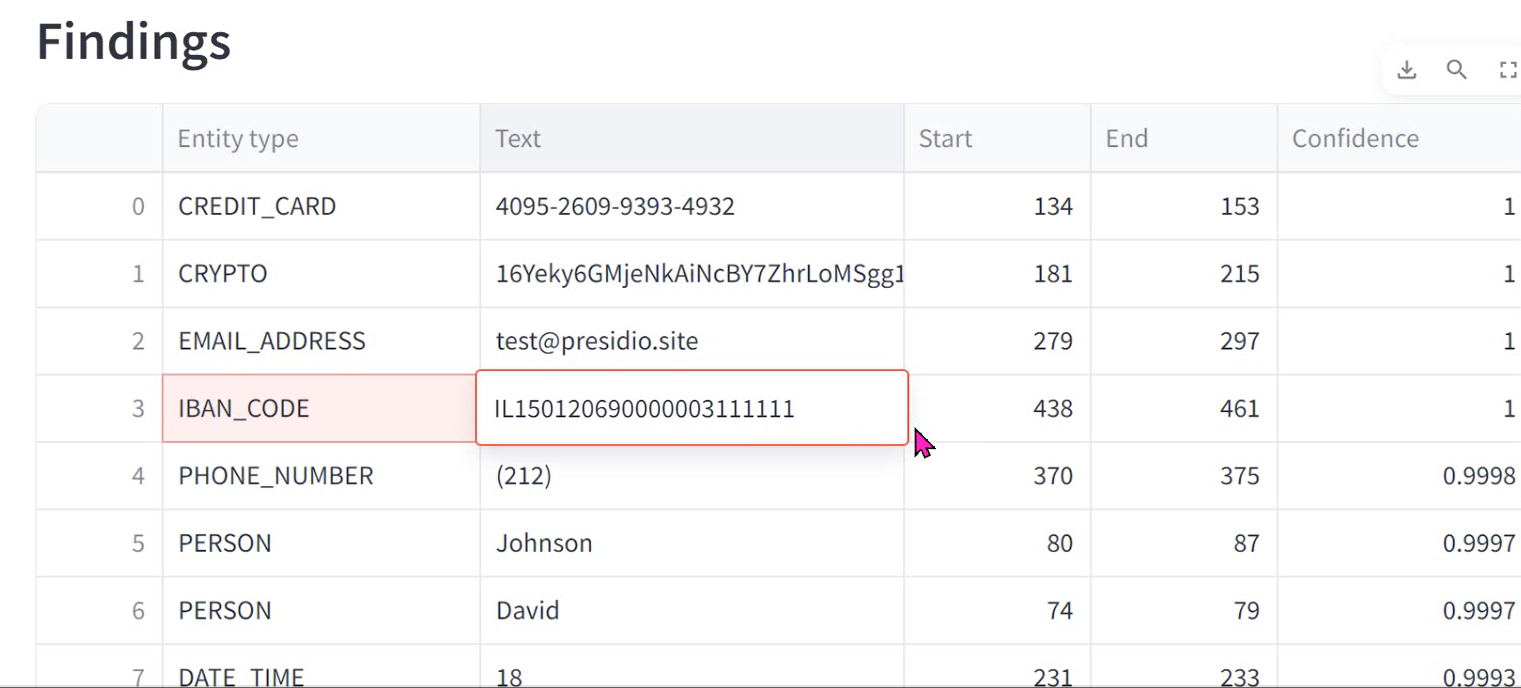 Findings
Entity type Text Start End Confidence
0 CREDIT_CARD 4095-2609-9393-4932 134 153 1
1 CRYPTO 16Yeky6GMjeNkAiNcBY7ZhrLoMSgg1 181 215 1
2 EMAIL_ADDRESS test@presidio.site 279 297 1
3 IBAN_CODE IL150120690000003111111 438 461 1
4 PHONE_NUMBER (212) 370 375 0.9998
5 PERSON Johnson 80 87 0.9997
6 PERSON David 74 79 0.9997
7 DATE_TIME 18 231 233 0.9993